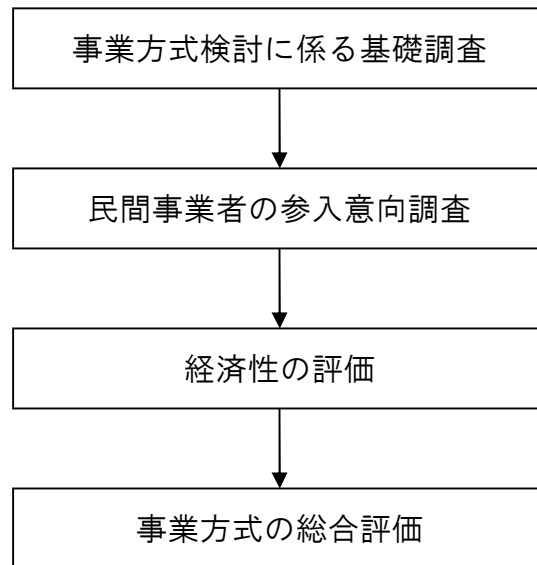 事業方式検討に係る基礎調査
民間事業者の参入意向調査
経済性の評価
事業方式の総合評価